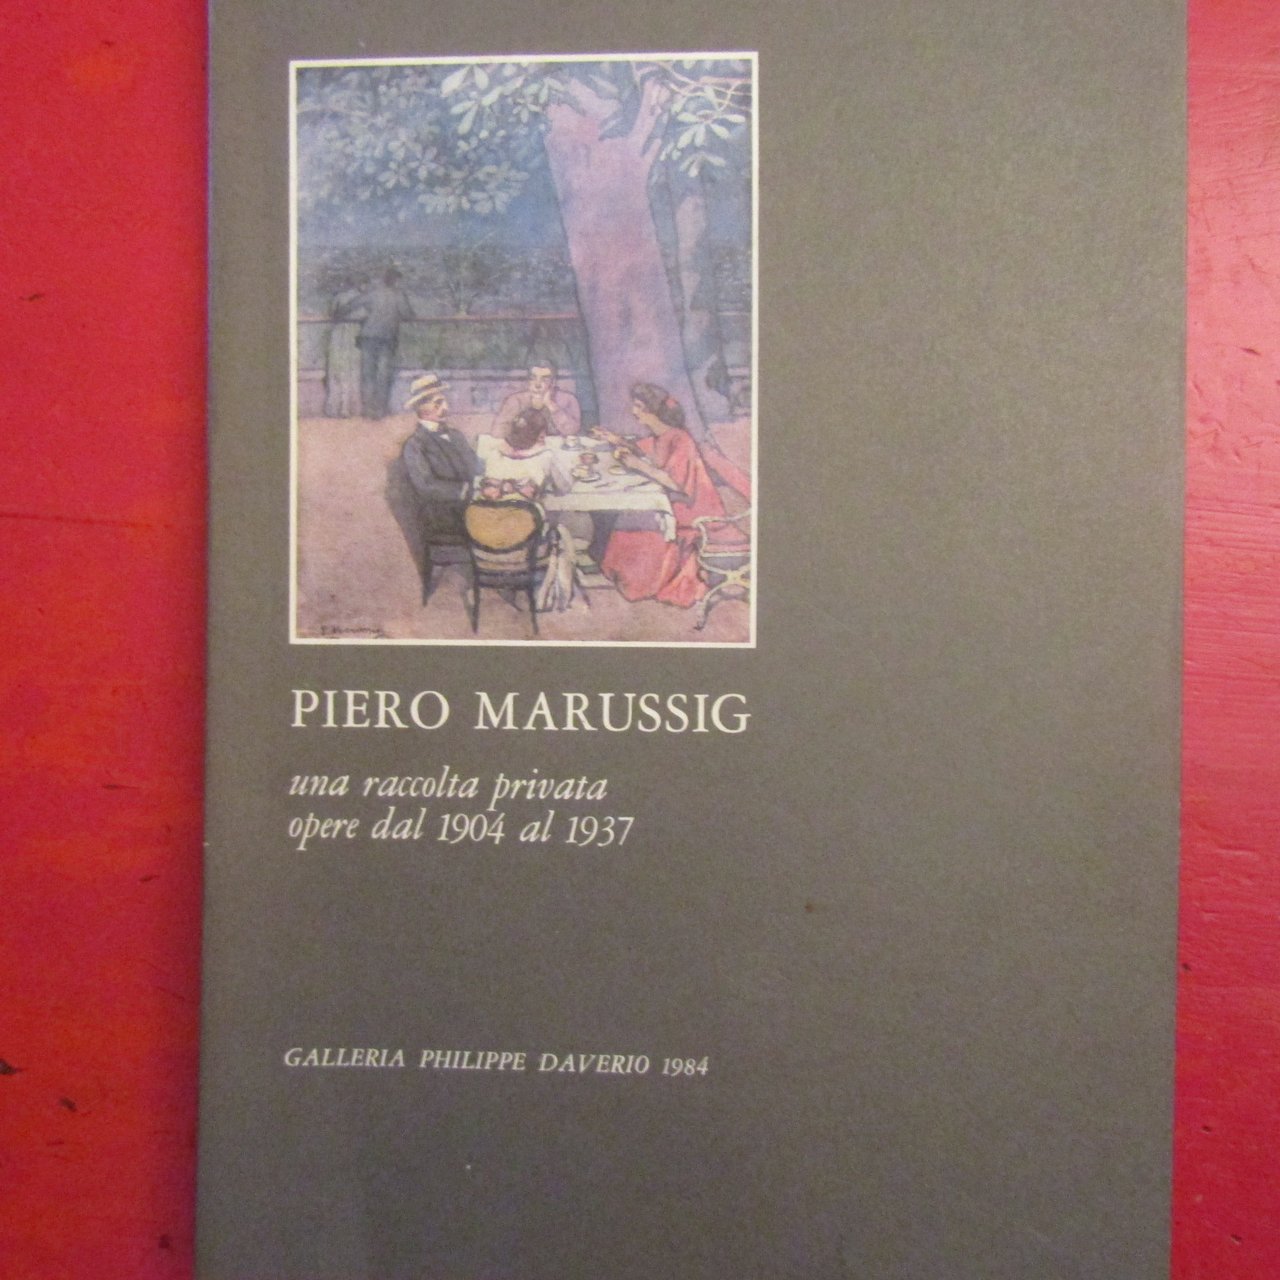 PIERO MARUSSIG
una raccolta privata
opere dal 1904 al 1937
GALLERIA PHILIPPE DAVERIO 1984